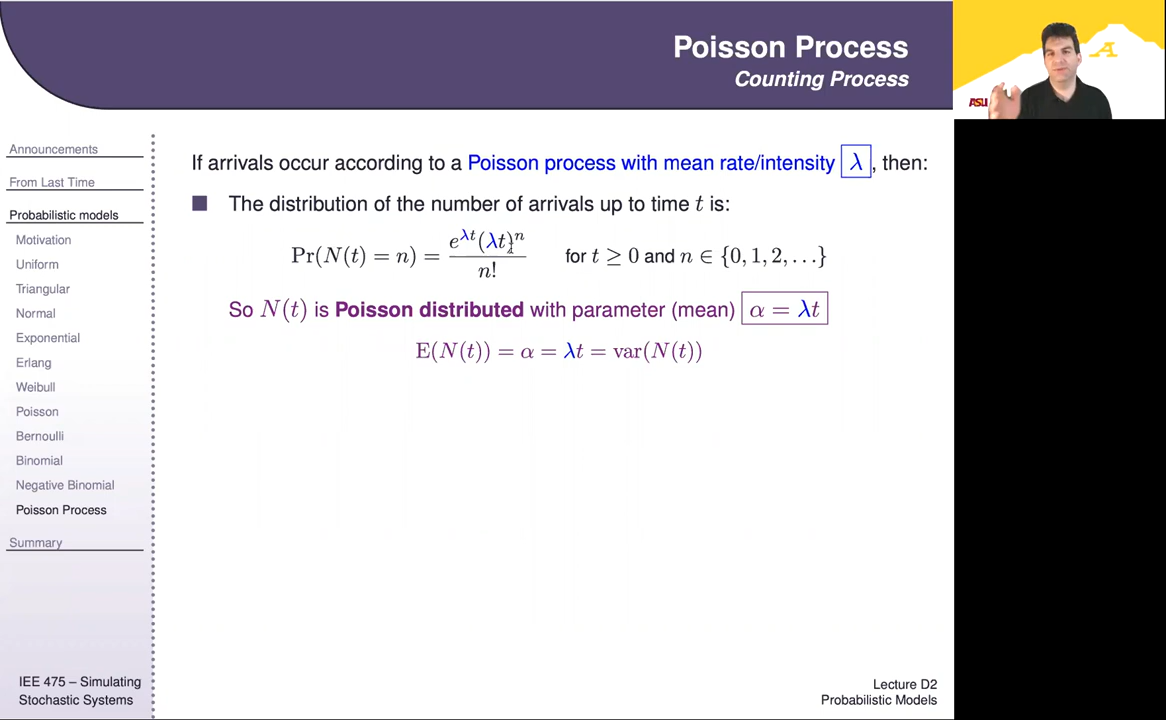 Poisson Process
Counting Process
ASU
A
Announcements
From Last Time
Probabilistic models
Motivation
Uniform
Triangular
Normal
Exponential
Erlang
Weibull
Poisson
Bernoulli
Binomial
Negative Binomial
Poisson Process
Summary
IEE 475 – Simulating
Stochastic Systems
If arrivals occur according to a Poisson process with mean rate/intensity λ, then:
■ The distribution of the number of arrivals up to time t is:
Pr(N(t) = n) = e^{λt}(λt)^n / n! for t ≥ 0 and n ∈ {0, 1, 2, . . .}
So N(t) is Poisson distributed with parameter (mean) α = λt
E(N(t)) = α = λt = var(N(t))
Lecture D2
Probabilistic Models